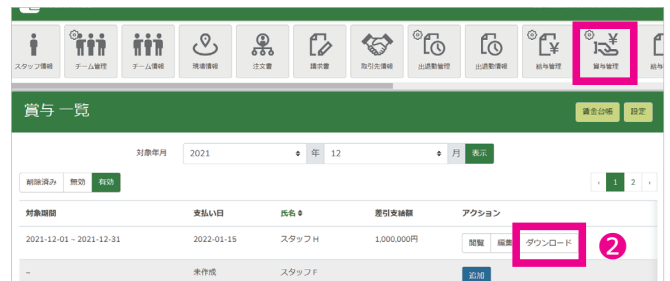 スタッフ情報 チーム管理 チーム情報 現場情報 注文書 請求書 取引先情報 出退勤管理 出退勤情報 給与管理 賞与管理 給与
賞与 一覧 賃金台帳 設定
対象年月 2021 年 12 月 表示
削除済み 無効 有効 ‹ 1 2 ›
対象期間 支払い日 氏名 差引支給額 アクション
2021-12-01 ~ 2021-12-31 2022-01-15 スタッフ H 1,000,000円 閲覧 編集 ダウンロード ❷
– 未作成 スタッフ F 追加